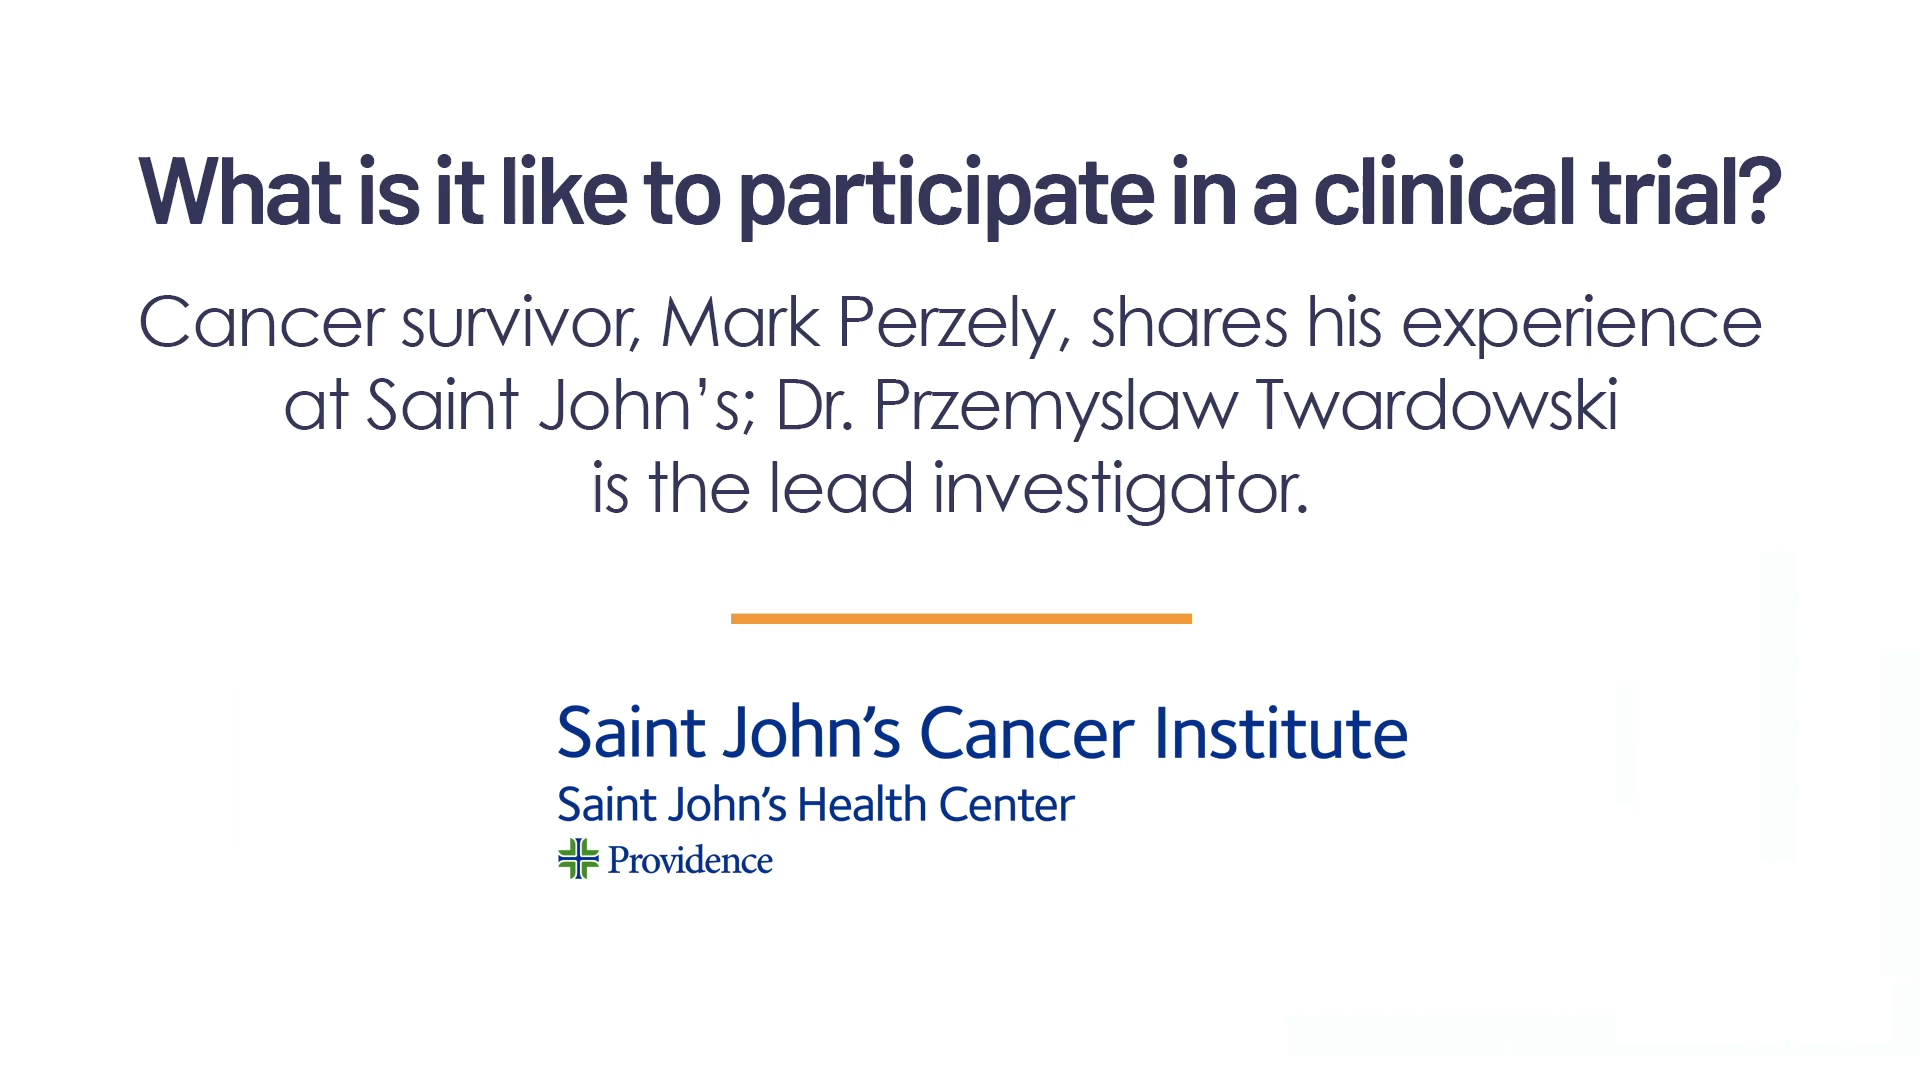 What is it like to participate in a clinical trial?
Cancer survivor, Mark Perzely, shares his experience
at Saint John’s; Dr. Przemyslaw Twardowski
is the lead investigator.
Saint John’s Cancer Institute
Saint John’s Health Center
Providence